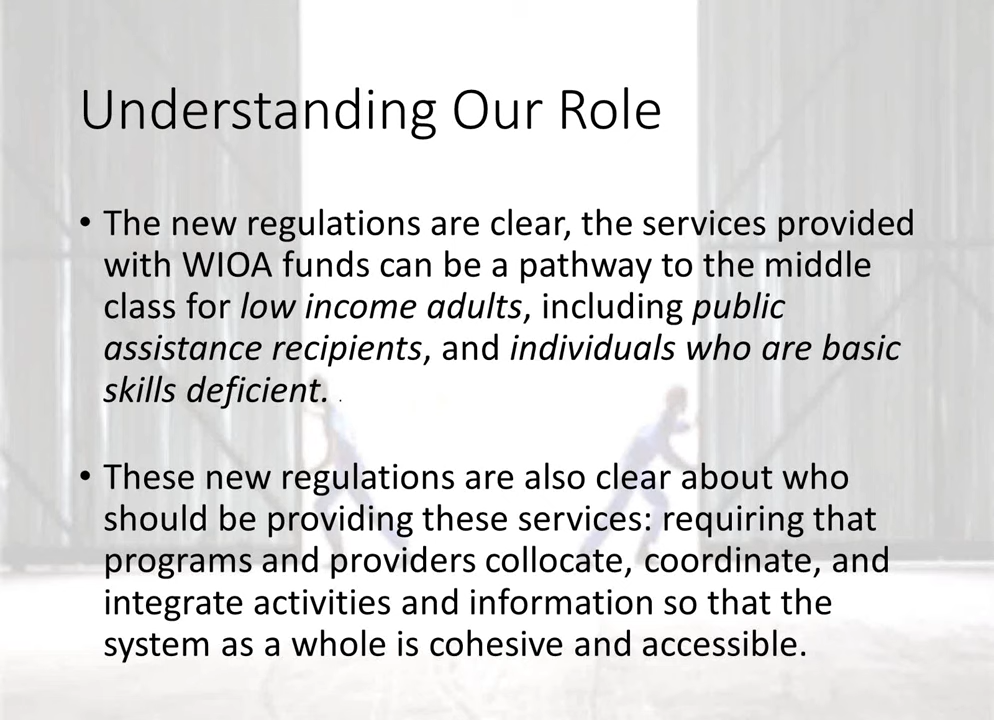 Understanding Our Role
• The new regulations are clear, the services provided
with WIOA funds can be a pathway to the middle
class for low income adults, including public
assistance recipients, and individuals who are basic
skills deficient. .
• These new regulations are also clear about who
should be providing these services: requiring that
programs and providers collocate, coordinate, and
integrate activities and information so that the
system as a whole is cohesive and accessible.